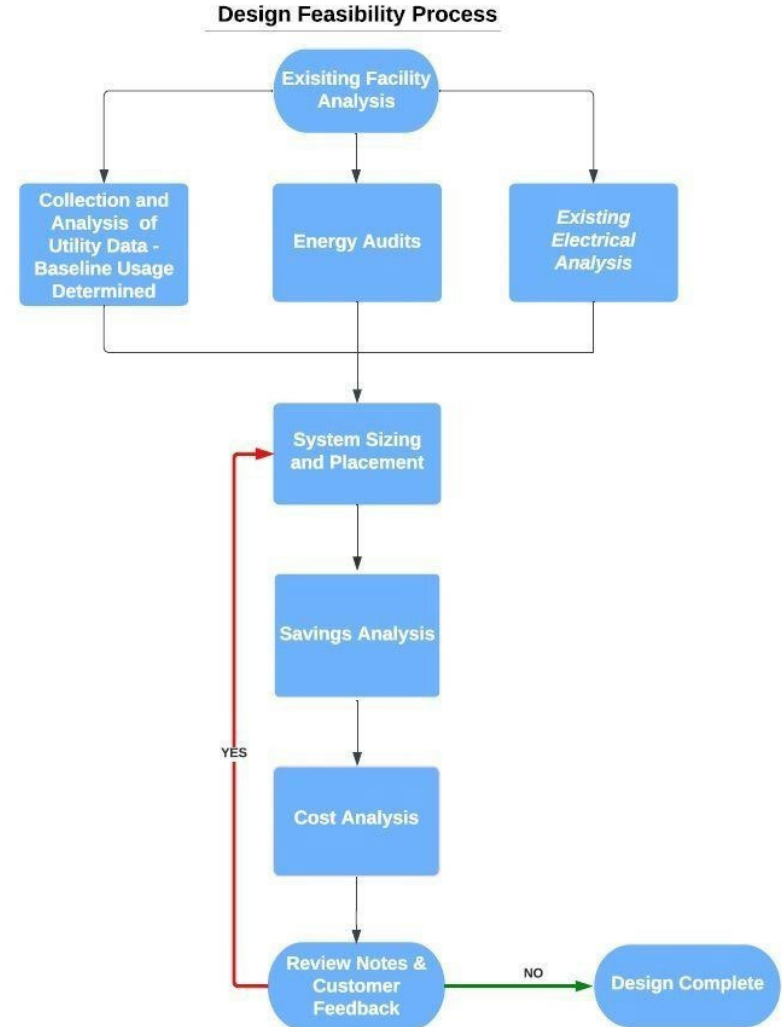 Design Feasibility Process
Exisiting Facility
Analysis
Collection and
Analysis of
Utility Data -
Baseline Usage
Determined
Energy Audits
Existing
Electrical
Analysis
System Sizing
and Placement
Savings Analysis
YES
Cost Analysis
Review Notes &
Customer
Feedback
NO
Design Complete